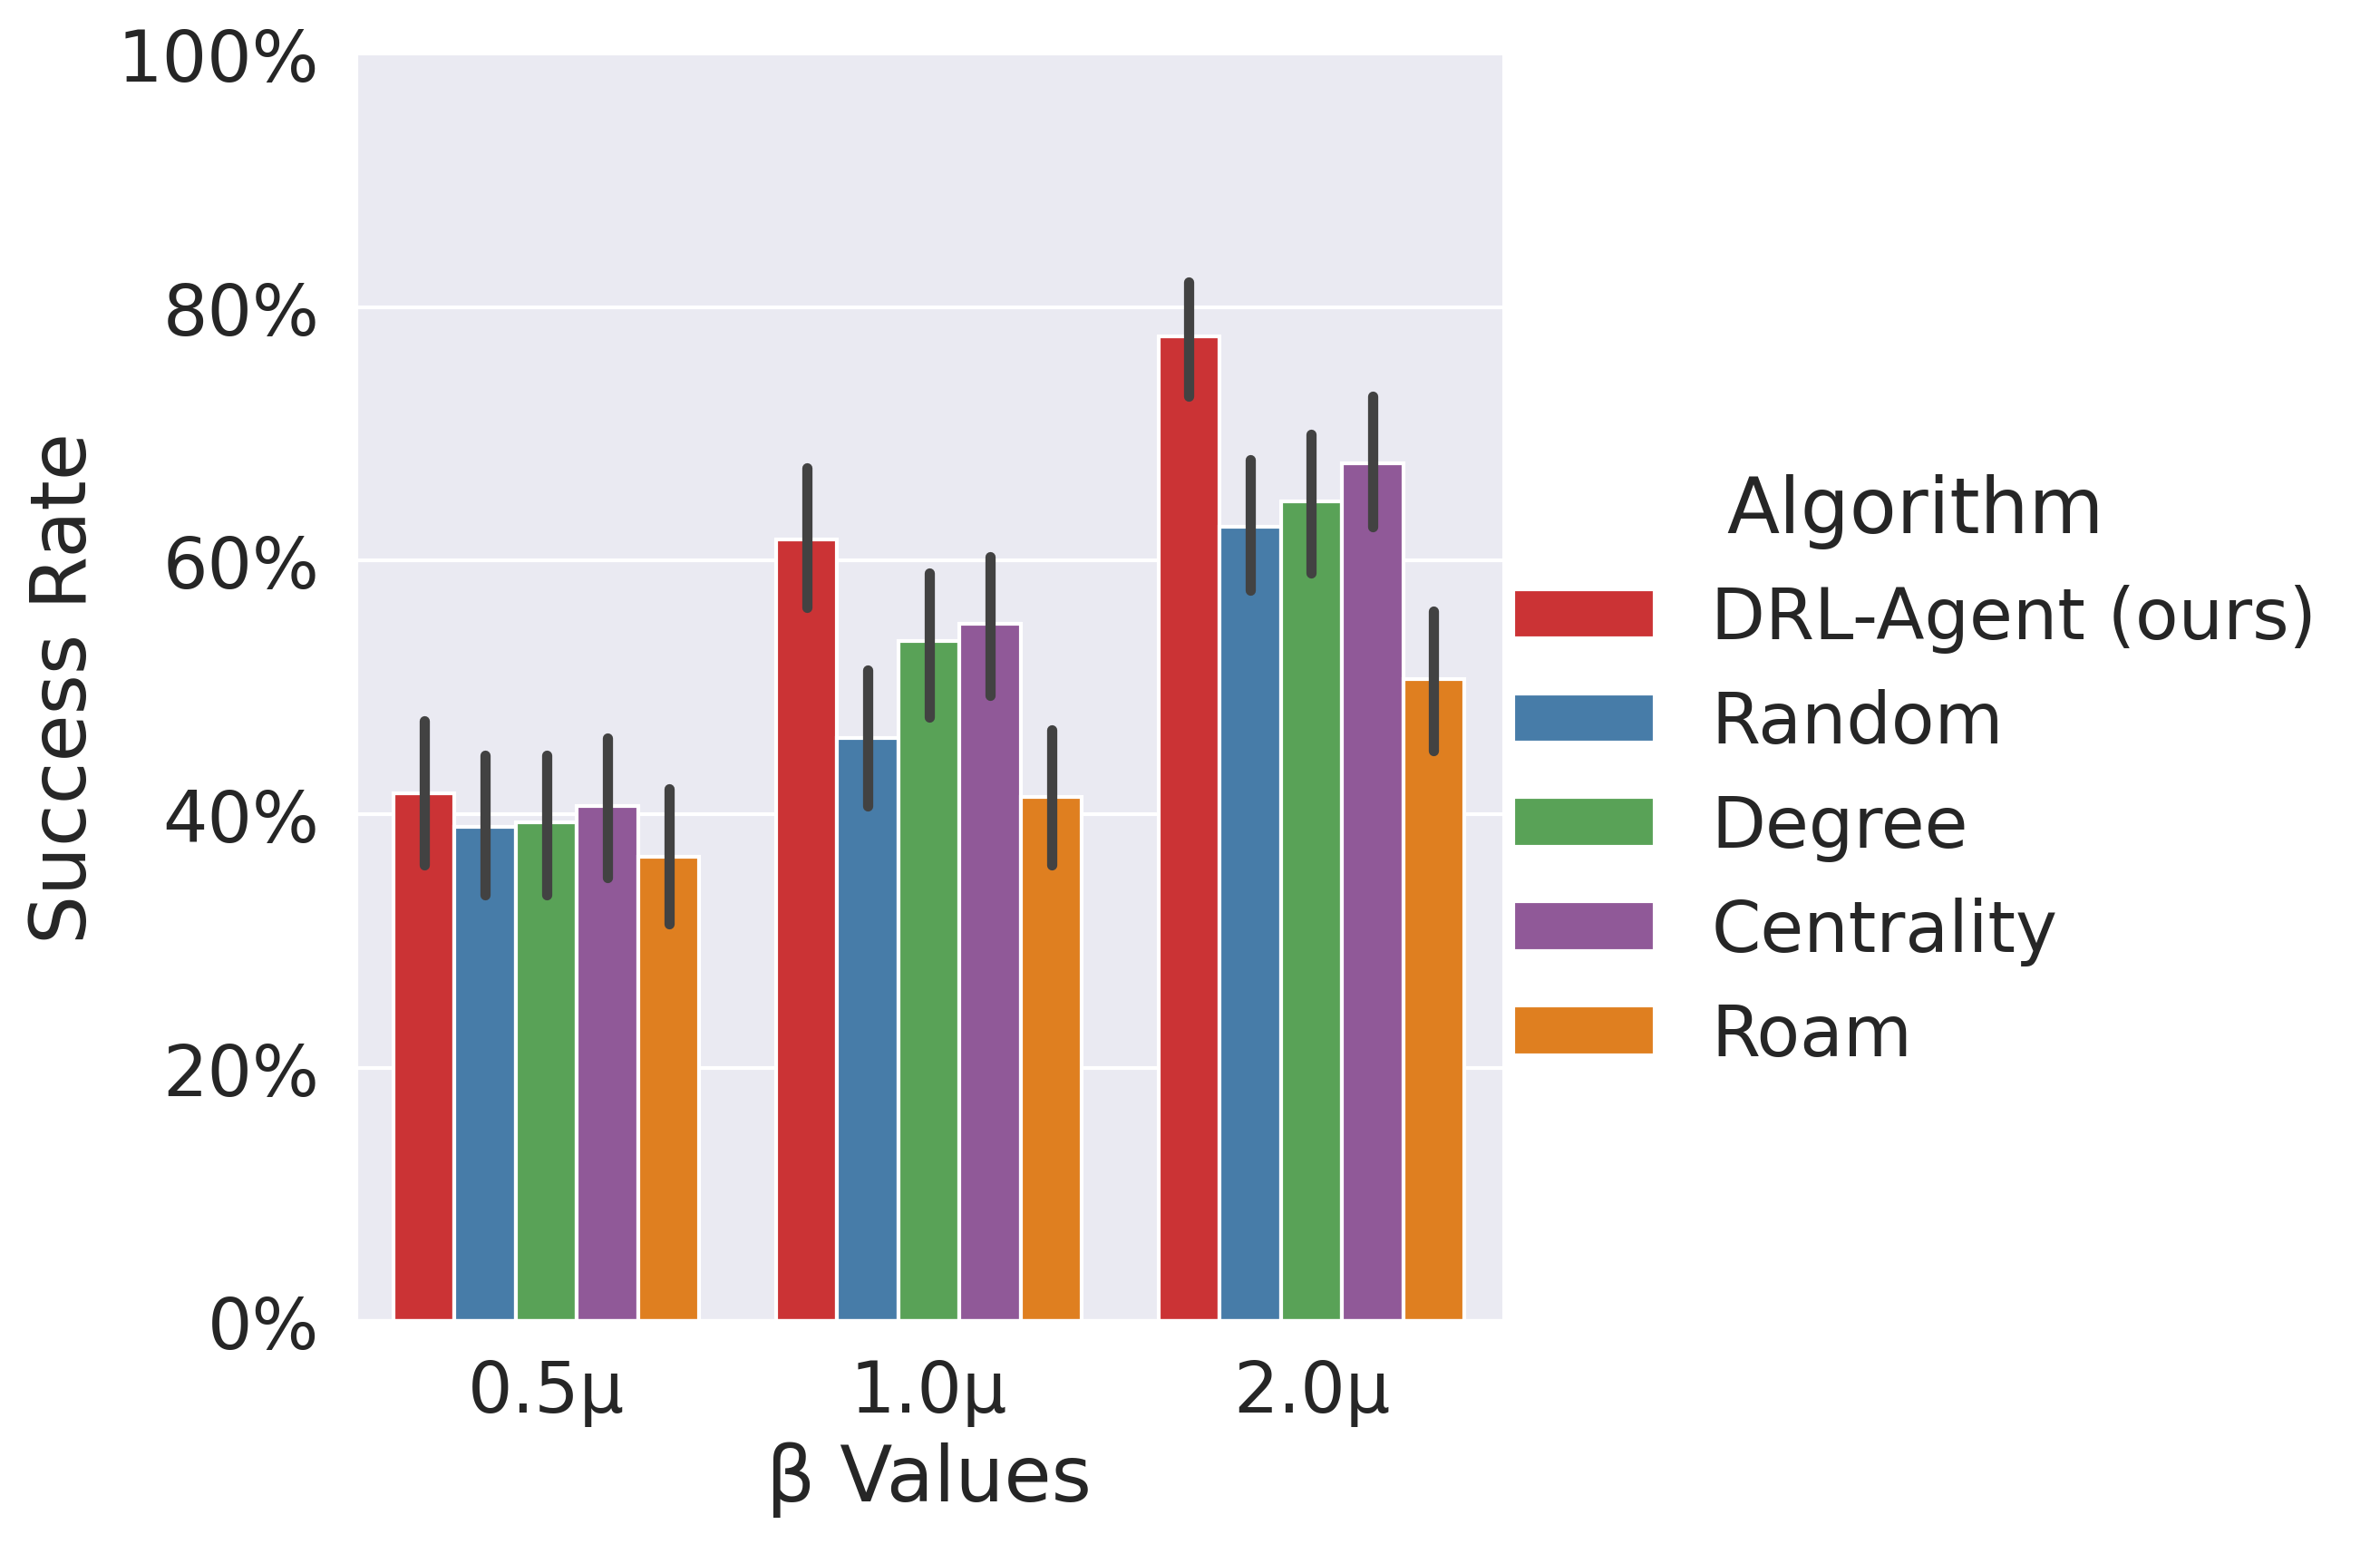 100%
80%
60%
40%
20%
0%
Success Rate
0.5μ
1.0μ
2.0μ
β Values
Algorithm
DRL-Agent (ours)
Random
Degree
Centrality
Roam